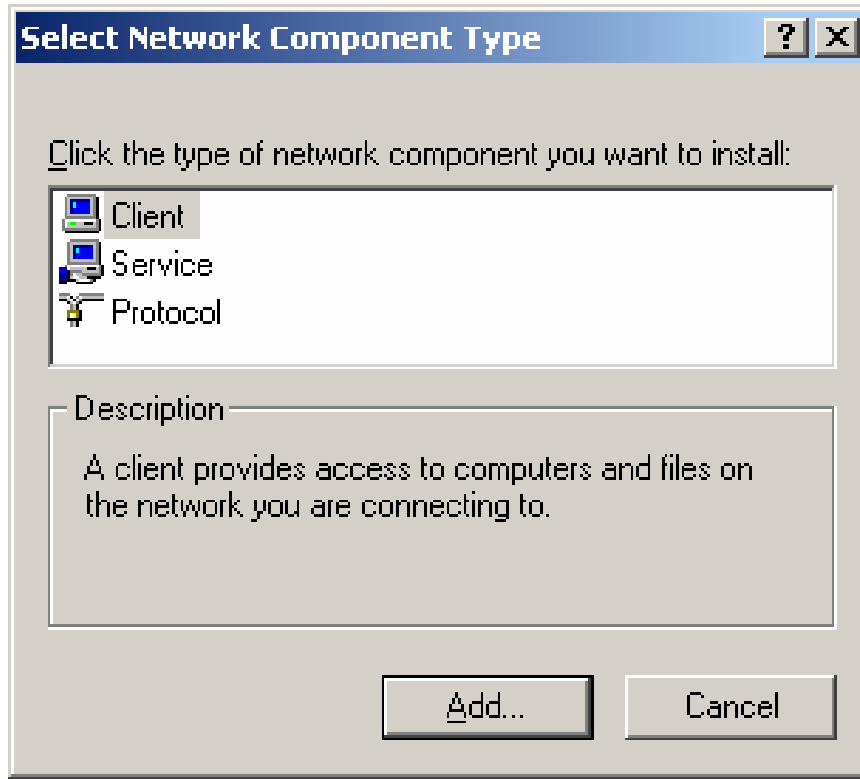 Select Network Component Type
Click the type of network component you want to install:
Client
Service
Protocol
Description
A client provides access to computers and files on
the network you are connecting to.
Add...
Cancel